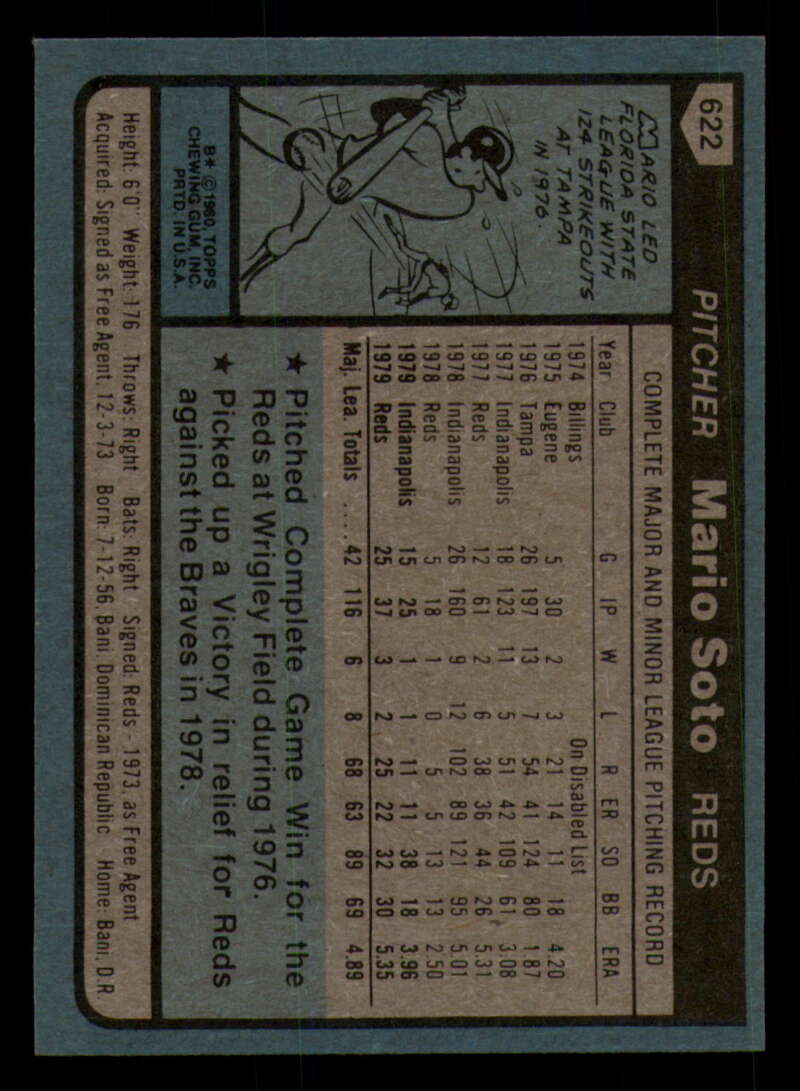 622
PITCHER Mario Soto REDS
MARIO LED
FLORIDA STATE
LEAGUE WITH
124 STRIKEOUTS
AT TAMPA
IN 1976.
B* © 1980, TOPPS
CHEWING GUM, INC.
PRTD. IN U.S.A.
COMPLETE MAJOR AND MINOR LEAGUE PITCHING RECORD
Year Club G IP W L R ER SO BB ERA
1974 Billings On Disabled List
1975 Eugene 5 30 2 3 21 14 11 18 4.20
1976 Tampa 26 197 13 7 54 41 124 80 1.87
1977 Indianapolis 18 123 11 5 51 42 109 61 3.08
1977 Reds 12 61 2 6 38 36 44 26 5.31
1978 Indianapolis 26 160 9 12 102 89 121 95 5.01
1978 Reds 5 18 1 0 5 5 13 13 2.50
1979 Indianapolis 15 25 1 1 11 11 38 18 3.96
1979 Reds 25 37 3 2 25 22 32 30 5.35
Maj. Lea. Totals .... 42 116 6 8 68 63 89 69 4.89
★ Pitched Complete Game Win for the
Reds at Wrigley Field during 1976.
★ Picked up a Victory in relief for Reds
against the Braves in 1978.
Height: 6'0" Weight: 176 Throws: Right Bats: Right Signed: Reds- 1973, as Free Agent
Acquired: Signed as Free Agent, 12-3-73 Born: 7-12-56, Bani, Dominican Republic Home: Bani, D.R.